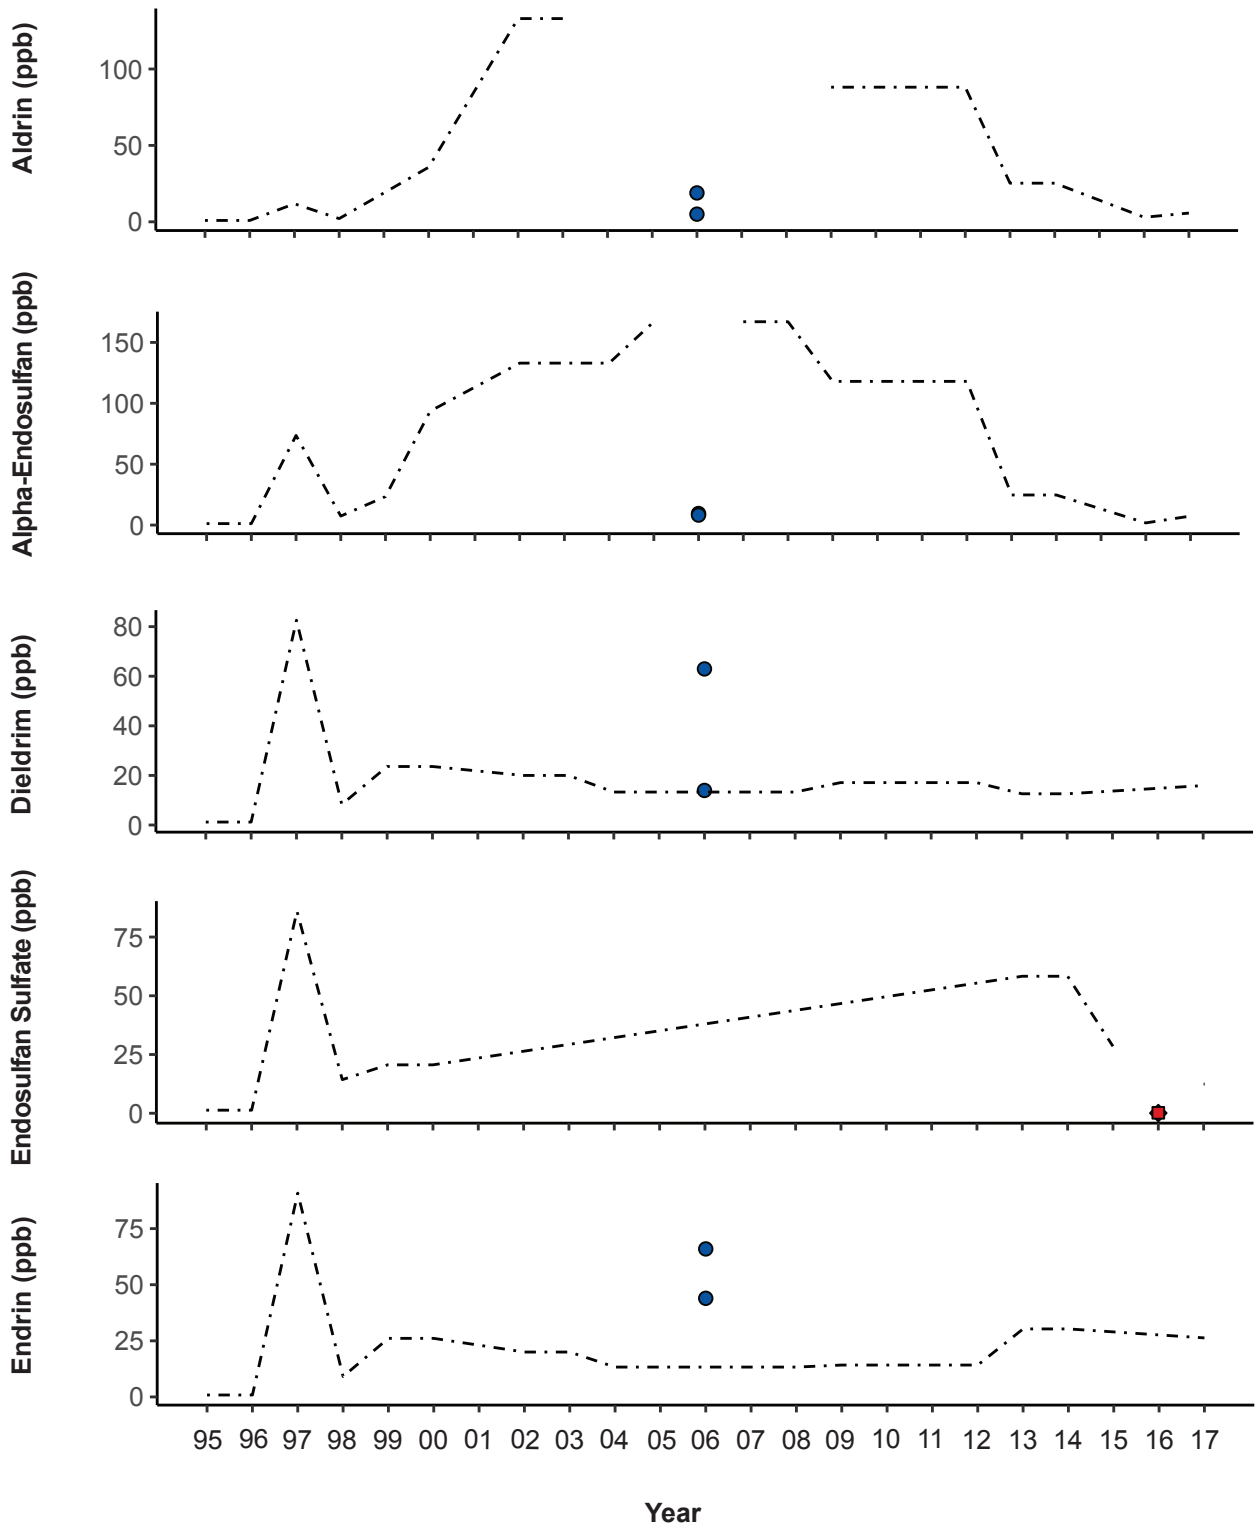 Aldrin (ppb)
100
50
0
Alpha-Endosulfan (ppb)
150
100
50
0
Dieldrim (ppb)
80
60
40
20
0
Endosulfan Sulfate (ppb)
75
50
25
0
Endrin (ppb)
75
50
25
0
95 96 97 98 99 00 01 02 03 04 05 06 07 08 09 10 11 12 13 14 15 16 17
Year